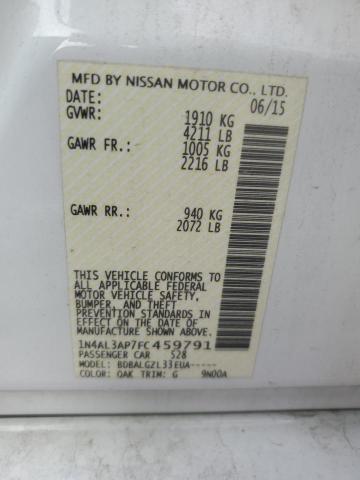 MFD BY NISSAN MOTOR CO., LTD.
DATE: 06/15
GVWR: 1910 KG
4211 LB
GAWR FR.: 1005 KG
2216 LB
GAWR RR.: 940 KG
2072 LB
THIS VEHICLE CONFORMS TO
ALL APPLICABLE FEDERAL
MOTOR VEHICLE SAFETY,
BUMPER, AND THEFT
PREVENTION STANDARDS IN
EFFECT ON THE DATE OF
MANUFACTURE SHOWN ABOVE.
1N4AL3AP7FC459791
PASSENGER CAR 528
MODEL: BDBALGZL33EUA-----
COLOR: QAK TRIM: G 9N00A